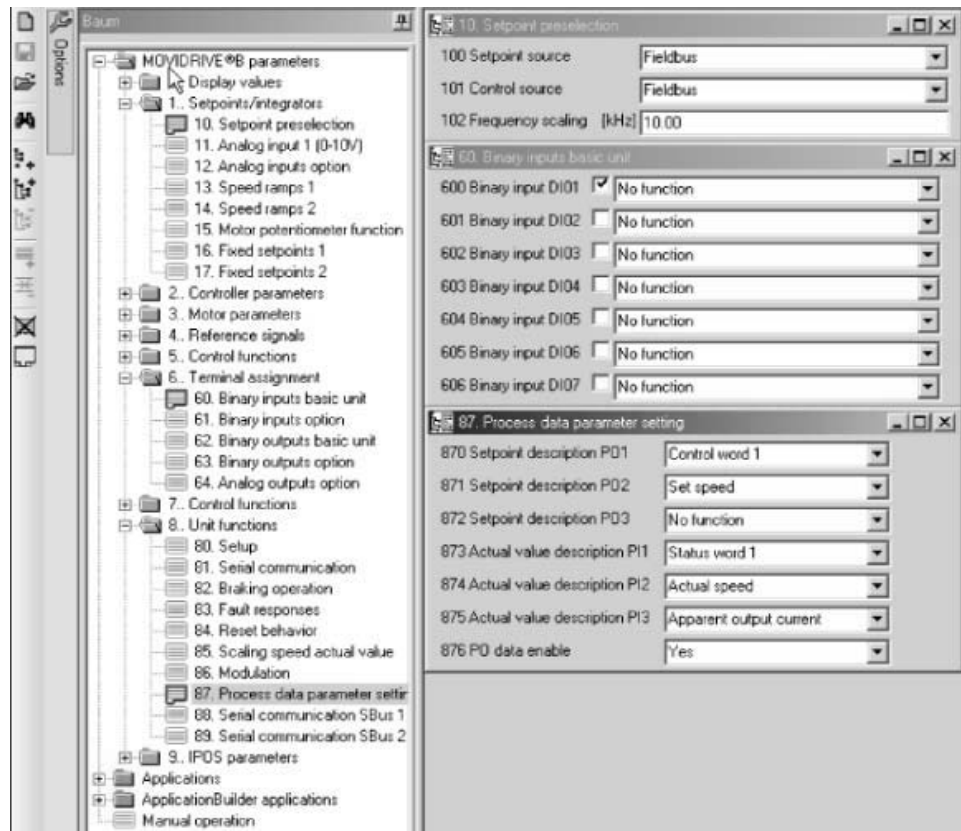 Options
Baum
MOVIDRIVE®B parameters
Display values
1.. Setpoints/integrators
10. Setpoint preselection
11. Analog input 1 (0-10V)
12. Analog inputs option
13. Speed ramps 1
14. Speed ramps 2
15. Motor potentiometer function
16. Fixed setpoints 1
17. Fixed setpoints 2
2.. Controller parameters
3.. Motor parameters
4.. Reference signals
5.. Control functions
6.. Terminal assignment
60. Binary inputs basic unit
61. Binary inputs option
62. Binary outputs basic unit
63. Binary outputs option
64. Analog outputs option
7.. Control functions
8.. Unit functions
80. Setup
81. Serial communication
82. Braking operation
83. Fault responses
84. Reset behavior
85. Scaling speed actual value
86. Modulation
87. Process data parameter settir
88. Serial communication SBus 1
89. Serial communication SBus 2
9.. IPOS parameters
Applications
ApplicationBuilder applications
Manual operation
10. Setpoint preselection
100 Setpoint source Fieldbus
101 Control source Fieldbus
102 Frequency scaling [kHz] 10.00
60. Binary inputs basic unit
600 Binary input DI01 No function
601 Binary input DI02 No function
602 Binary input DI03 No function
603 Binary input DI04 No function
604 Binary input DI05 No function
605 Binary input DI06 No function
606 Binary input DI07 No function
87. Process data parameter setting
870 Setpoint description PO1 Control word 1
871 Setpoint description PO2 Set speed
872 Setpoint description PO3 No function
873 Actual value description PI1 Status word 1
874 Actual value description PI2 Actual speed
875 Actual value description PI3 Apparent output current
876 PO data enable Yes